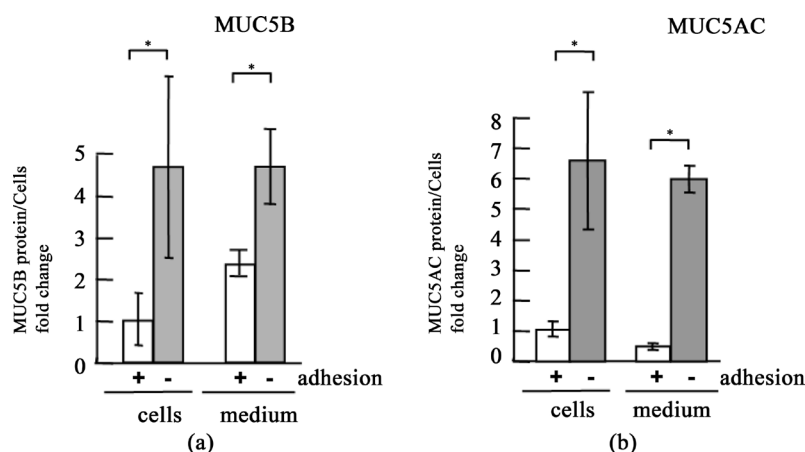 MUC5B
*
*
MUC5B protein/Cells
fold change
5
4
3
2
1
0
+ - + - adhesion
cells medium
(a)
MUC5AC
*
*
MUC5AC protein/Cells
fold change
8
7
6
5
4
3
2
1
0
+ - + - adhesion
cells medium
(b)